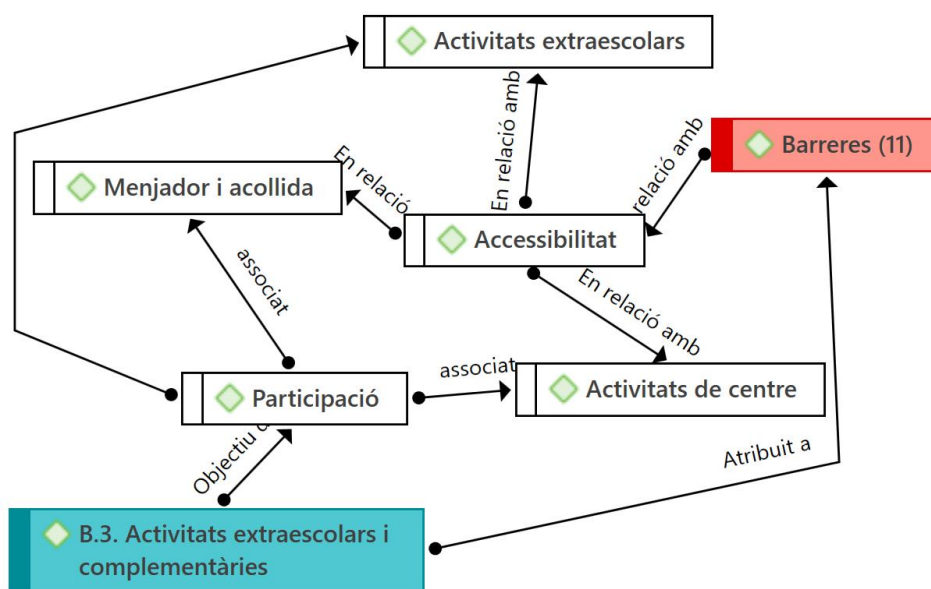 Activitats extraescolars
En relació amb
Barreres (11)
relació amb
Menjador i acollida
En relació
Accessibilitat
associat
En relació amb
Participació
associat
Activitats de centre
Objectiu
Atribuit a
B.3. Activitats extraescolars i
complementàries